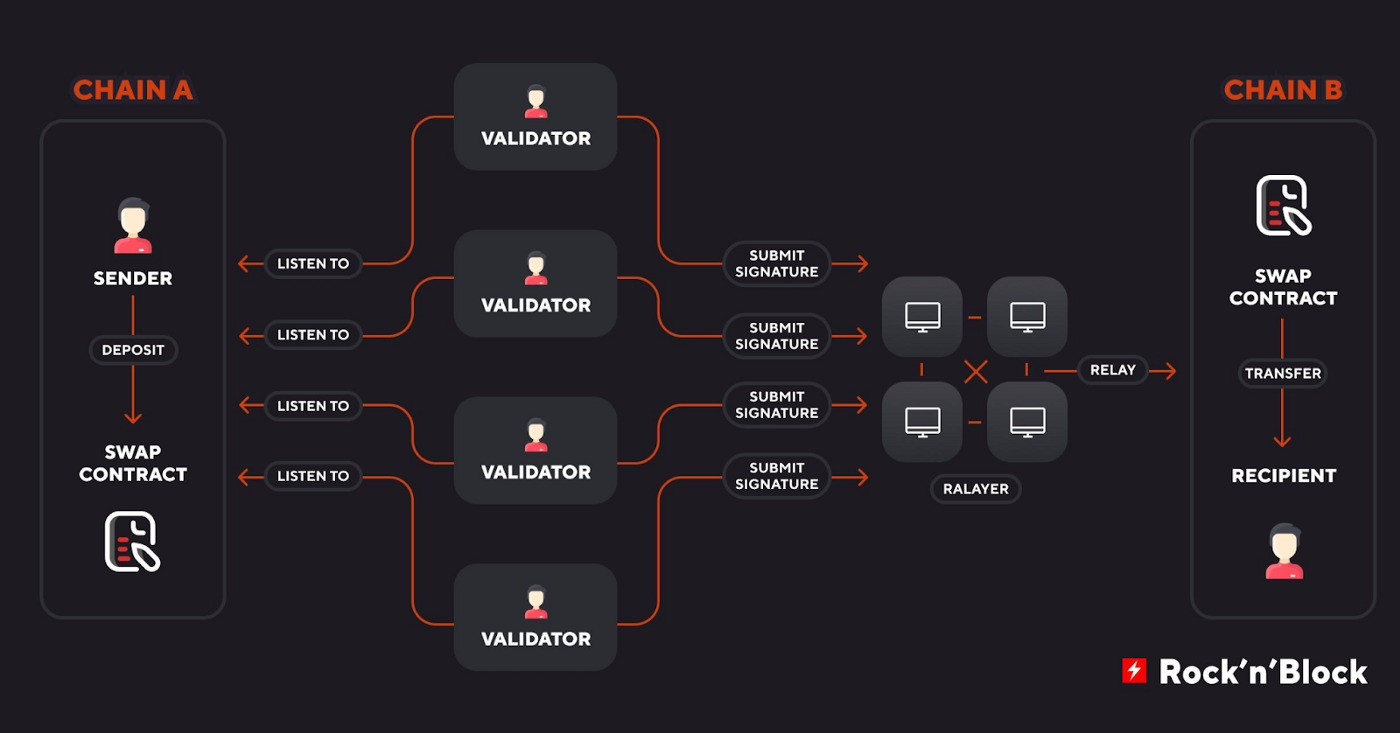 CHAIN A
SENDER
DEPOSIT
SWAP
CONTRACT
LISTEN TO
LISTEN TO
LISTEN TO
LISTEN TO
VALIDATOR
VALIDATOR
VALIDATOR
VALIDATOR
SUBMIT
SIGNATURE
SUBMIT
SIGNATURE
SUBMIT
SIGNATURE
SUBMIT
SIGNATURE
RALAYER
RELAY
CHAIN B
SWAP
CONTRACT
TRANSFER
RECIPIENT
Rock'n'Block